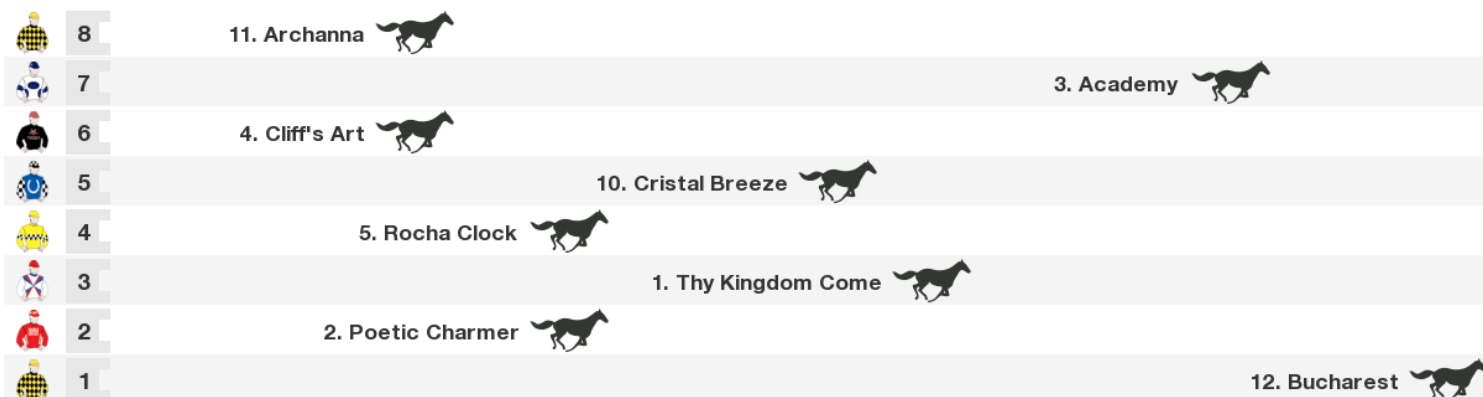 8 11. Archanna
7 3. Academy
6 4. Cliff's Art
5 10. Cristal Breeze
4 5. Rocha Clock
3 1. Thy Kingdom Come
2 2. Poetic Charmer
1 12. Bucharest